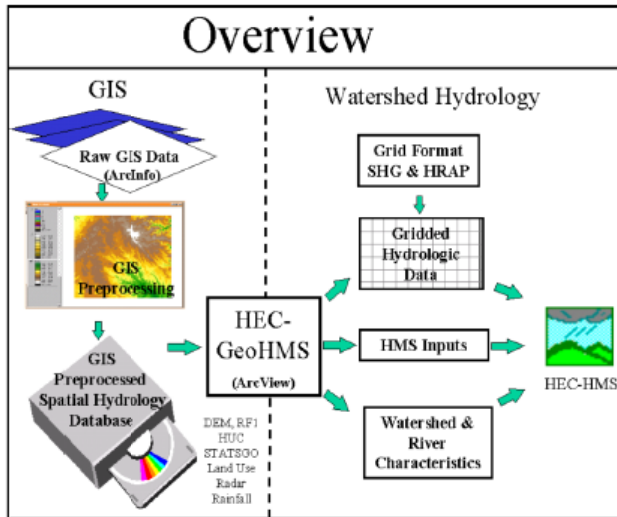 Overview
GIS
Raw GIS Data
(ArcInfo)
GIS
Preprocessing
GIS
Preprocessed
Spatial Hydrology
Database
DEM, RF1
HUC
STATSGO
Land Use
Radar
Rainfall
HEC-
GeoHMS
(ArcView)
Watershed Hydrology
Grid Format
SHG & HRAP
Gridded
Hydrologic
Data
HMS Inputs
Watershed &
River
Characteristics
HEC-HMS